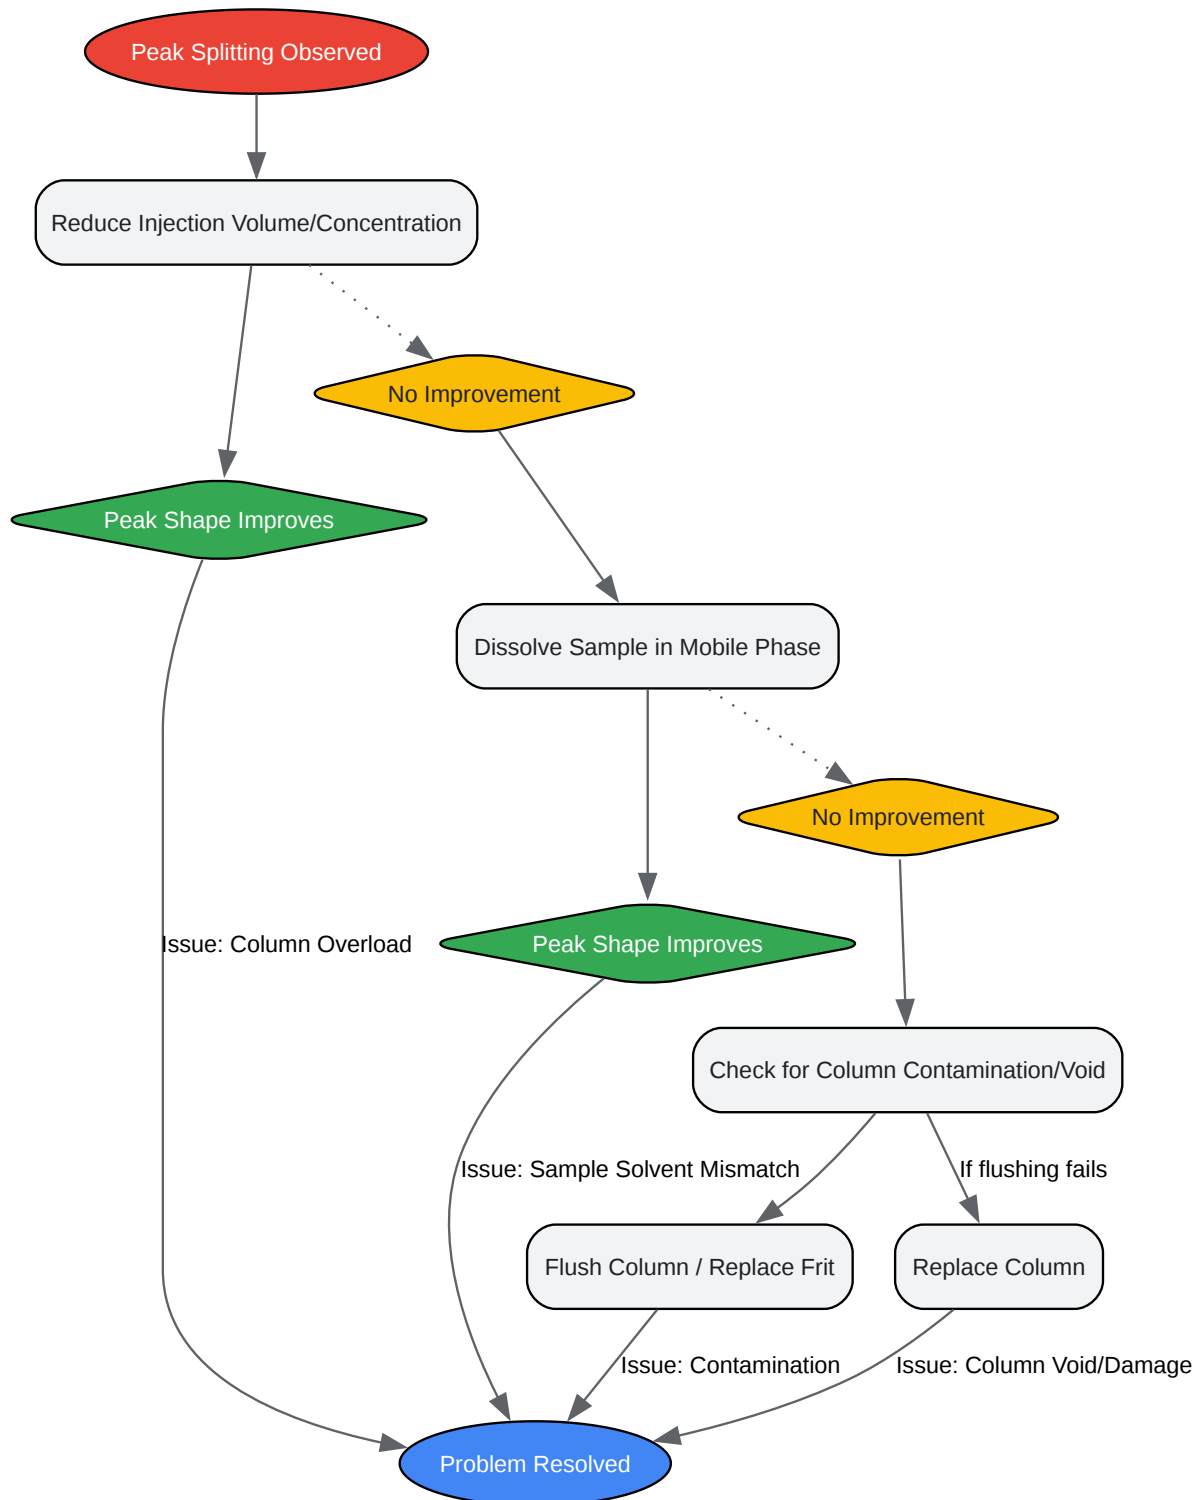 Peak Splitting Observed
Reduce Injection Volume/Concentration
No Improvement
Peak Shape Improves
Dissolve Sample in Mobile Phase
No Improvement
Issue: Column Overload
Peak Shape Improves
Check for Column Contamination/Void
Issue: Sample Solvent Mismatch
If flushing fails
Flush Column / Replace Frit
Replace Column
Issue: Contamination
Issue: Column Void/Damage
Problem Resolved